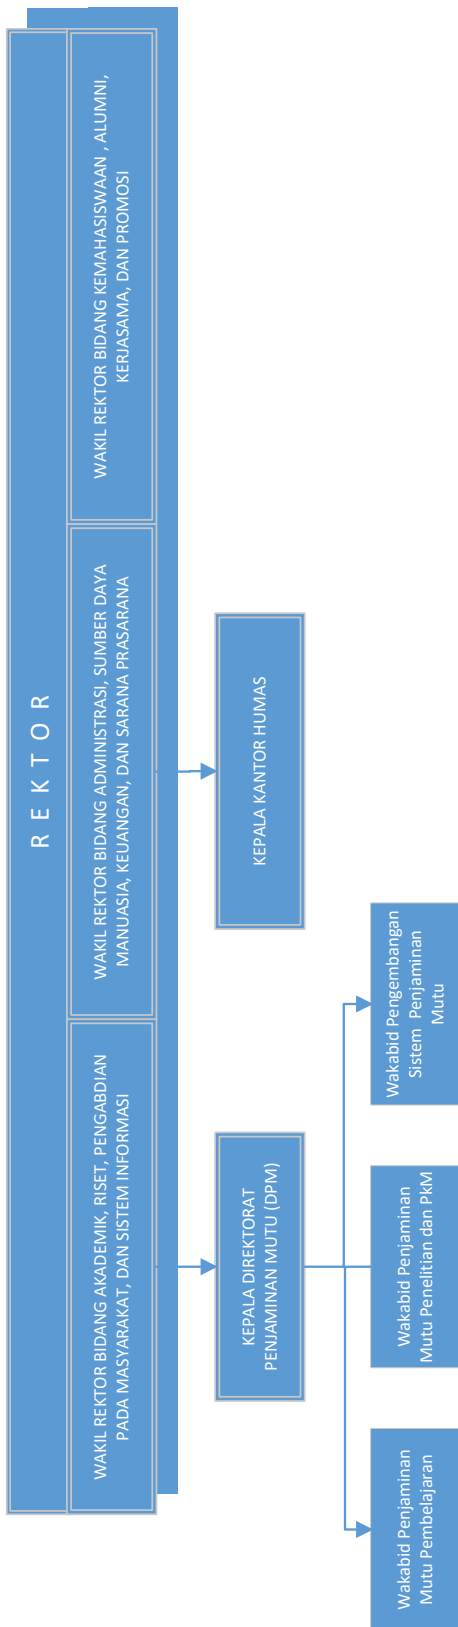 R E K T O R
WAKIL REKTOR BIDANG AKADEMIK, RISET, PENGABDIAN
PADA MASYARAKAT, DAN SISTEM INFORMASI
WAKIL REKTOR BIDANG ADMINISTRASI, SUMBER DAYA
MANUASIA, KEUANGAN, DAN SARANA PRASARANA
WAKIL REKTOR BIDANG KEMAHASISWAAN , ALUMNI,
KERJASAMA, DAN PROMOSI
KEPALA DIREKTORAT
PENJAMINAN MUTU (DPM)
KEPALA KANTOR HUMAS
Wakabid Penjaminan
Mutu Pembelajaran
Wakabid Penjaminan
Mutu Penelitian dan PkM
Wakabid Pengembangan
Sistem Penjaminan
Mutu